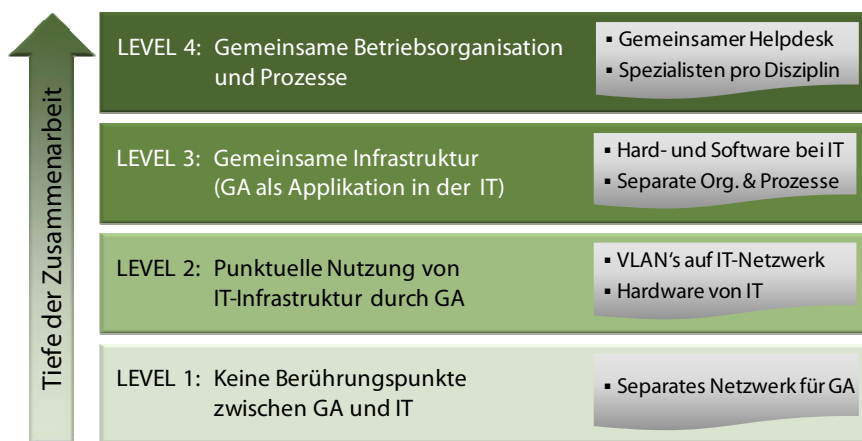 Tiefe der Zusammenarbeit
LEVEL 4: Gemeinsame Betriebsorganisation
und Prozesse
▪ Gemeinsamer Helpdesk
▪ Spezialisten pro Disziplin
LEVEL 3: Gemeinsame Infrastruktur
(GA als Applikation in der IT)
▪ Hard- und Software bei IT
▪ Separate Org. & Prozesse
LEVEL 2: Punktuelle Nutzung von
IT-Infrastruktur durch GA
▪ VLAN's auf IT-Netzwerk
▪ Hardware von IT
LEVEL 1: Keine Berührungspunkte
zwischen GA und IT
▪ Separates Netzwerk für GA